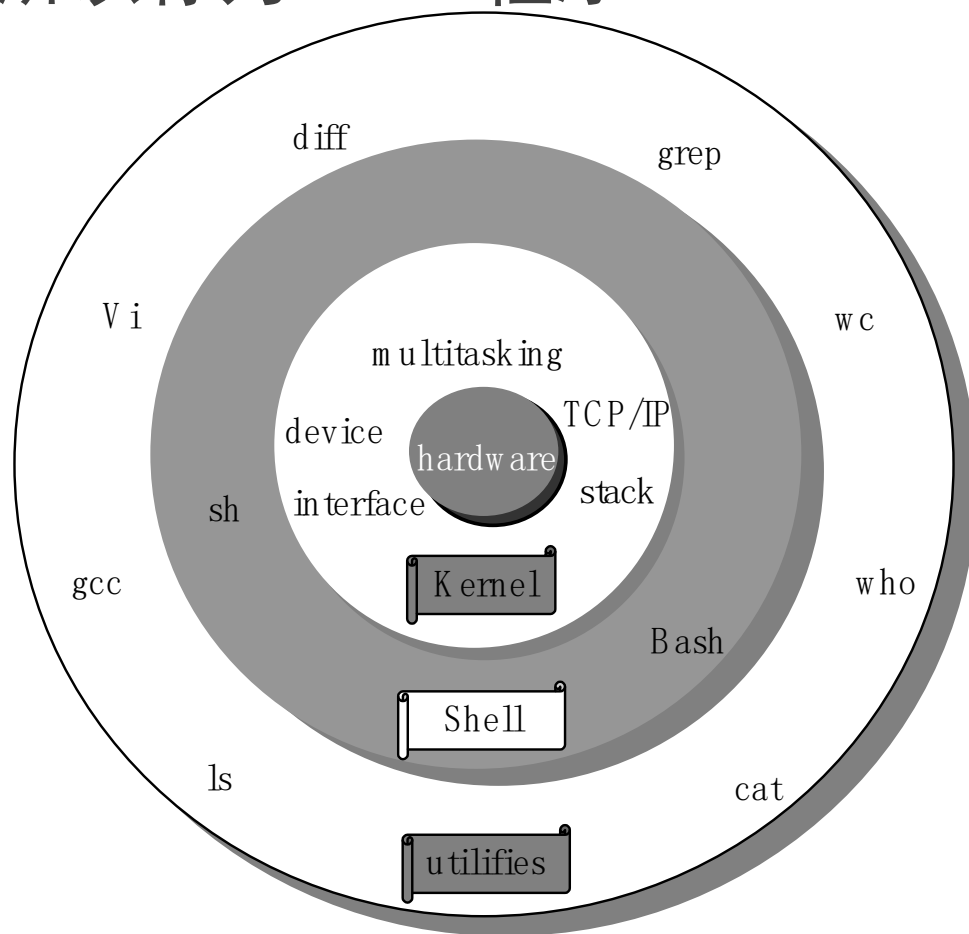 diff
grep
Vi
wc
multitasking
device
TCP/IP
hardware
interface
stack
sh
gcc
Kernel
who
Bash
Shell
ls
cat
utilifies